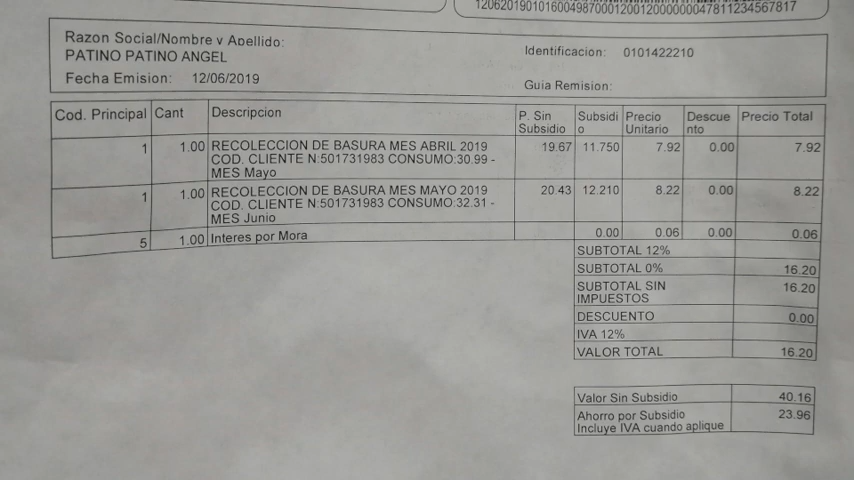 1206201901016004987000120012000000047811234567817
Razon Social/Nombre y Apellido:
PATINO PATINO ANGEL
Identificacion: 0101422210
Fecha Emision: 12/06/2019
Guia Remision:
Cod. Principal Cant Descripcion P. Sin Subsidio Subsidi o Precio Unitario Descue nto Precio Total
1 1.00 RECOLECCION DE BASURA MES ABRIL 2019 19.67 11.750 7.92 0.00 7.92
COD. CLIENTE N:501731983 CONSUMO:30.99 -
MES Mayo
1 1.00 RECOLECCION DE BASURA MES MAYO 2019 20.43 12.210 8.22 0.00 8.22
COD. CLIENTE N:501731983 CONSUMO:32.31 -
MES Junio
5 1.00 Interes por Mora 0.00 0.06 0.00 0.06
SUBTOTAL 12%
SUBTOTAL 0% 16.20
SUBTOTAL SIN 16.20
IMPUESTOS
DESCUENTO 0.00
IVA 12%
VALOR TOTAL 16.20
Valor Sin Subsidio 40.16
Ahorro por Subsidio 23.96
Incluye IVA cuando aplique